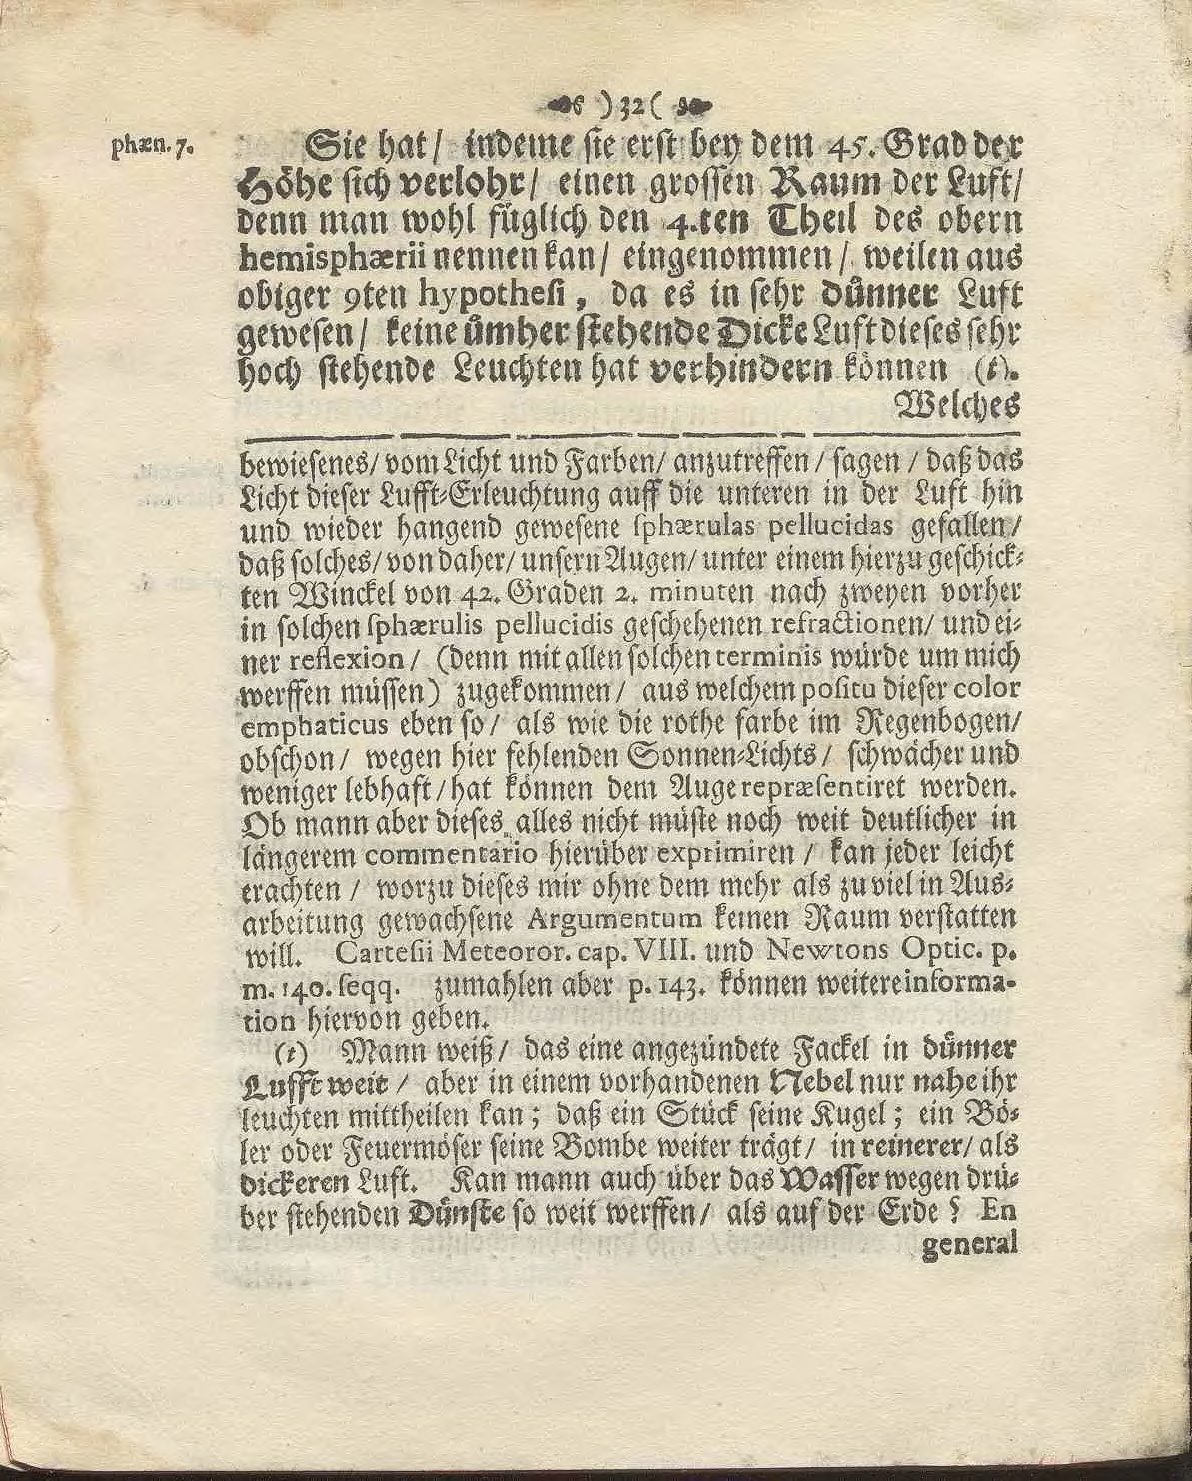 ) 32 (
phæn. 7.
Sie hat / indeme sie erst bey dem 45. Grad der
Höhe sich verlohr / einen grossen Raum der Luft /
denn man wohl füglich den 4.ten Theil des obern
hemisphærii nennen kan / eingenommen / weilen aus
obiger 9ten hypothesi, da es in sehr dünner Luft
gewesen / keine ümher stehende Dicke Luft dieses sehr
hoch stehende Leuchten hat verhindern können (t).
Welches
bewiesenes / vom Licht und Farben / anzutreffen / sagen / daß das
Licht dieser Lufft-Erleuchtung auff die unteren in der Luft hin
und wieder hangend gewesene sphærulas pellucidas gefallen /
daß solches / von daher / unsern Augen / unter einem hierzu geschick-
ten Winckel von 42. Graden 2. minuten nach zweyen vorher
in solchen sphærulis pellucidis geschehenen refractionen / und ei-
ner reflexion / (denn mit allen solchen terminis würde um mich
werffen müssen) zugekommen / aus welchem positu dieser color
emphaticus eben so / als wie die rothe farbe im Regenbogen /
obschon / wegen hier fehlenden Sonnen-Lichts / schwächer und
weniger lebhaft / hat können dem Auge repræsentiret werden.
Ob mann aber dieses alles nicht müste noch weit deutlicher in
längerem commentario hierüber exprimiren / kan jeder leicht
erachten / worzu dieses mir ohne dem mehr als zu viel in Aus-
arbeitung gewachsene Argumentum keinen Raum verstatten
will. Cartesii Meteoror. cap. VIII. und Newtons Optic. p.
m. 140. seqq. zumahlen aber p. 143. können weitere informa-
tion hiervon geben.
(t) Mann weiß / das eine angezündete Fackel in dünner
Lufft weit / aber in einem vorhandenen Nebel nur nahe ihr
leuchten mittheilen kan; daß ein Stück seine Kugel; ein Bö-
ler oder Feuermöser seine Bombe weiter trägt / in reinerer / als
dickeren Luft. Kan mann auch über das Wasser wegen drü-
ber stehenden Dünste so weit werffen / als auf der Erde? En
general